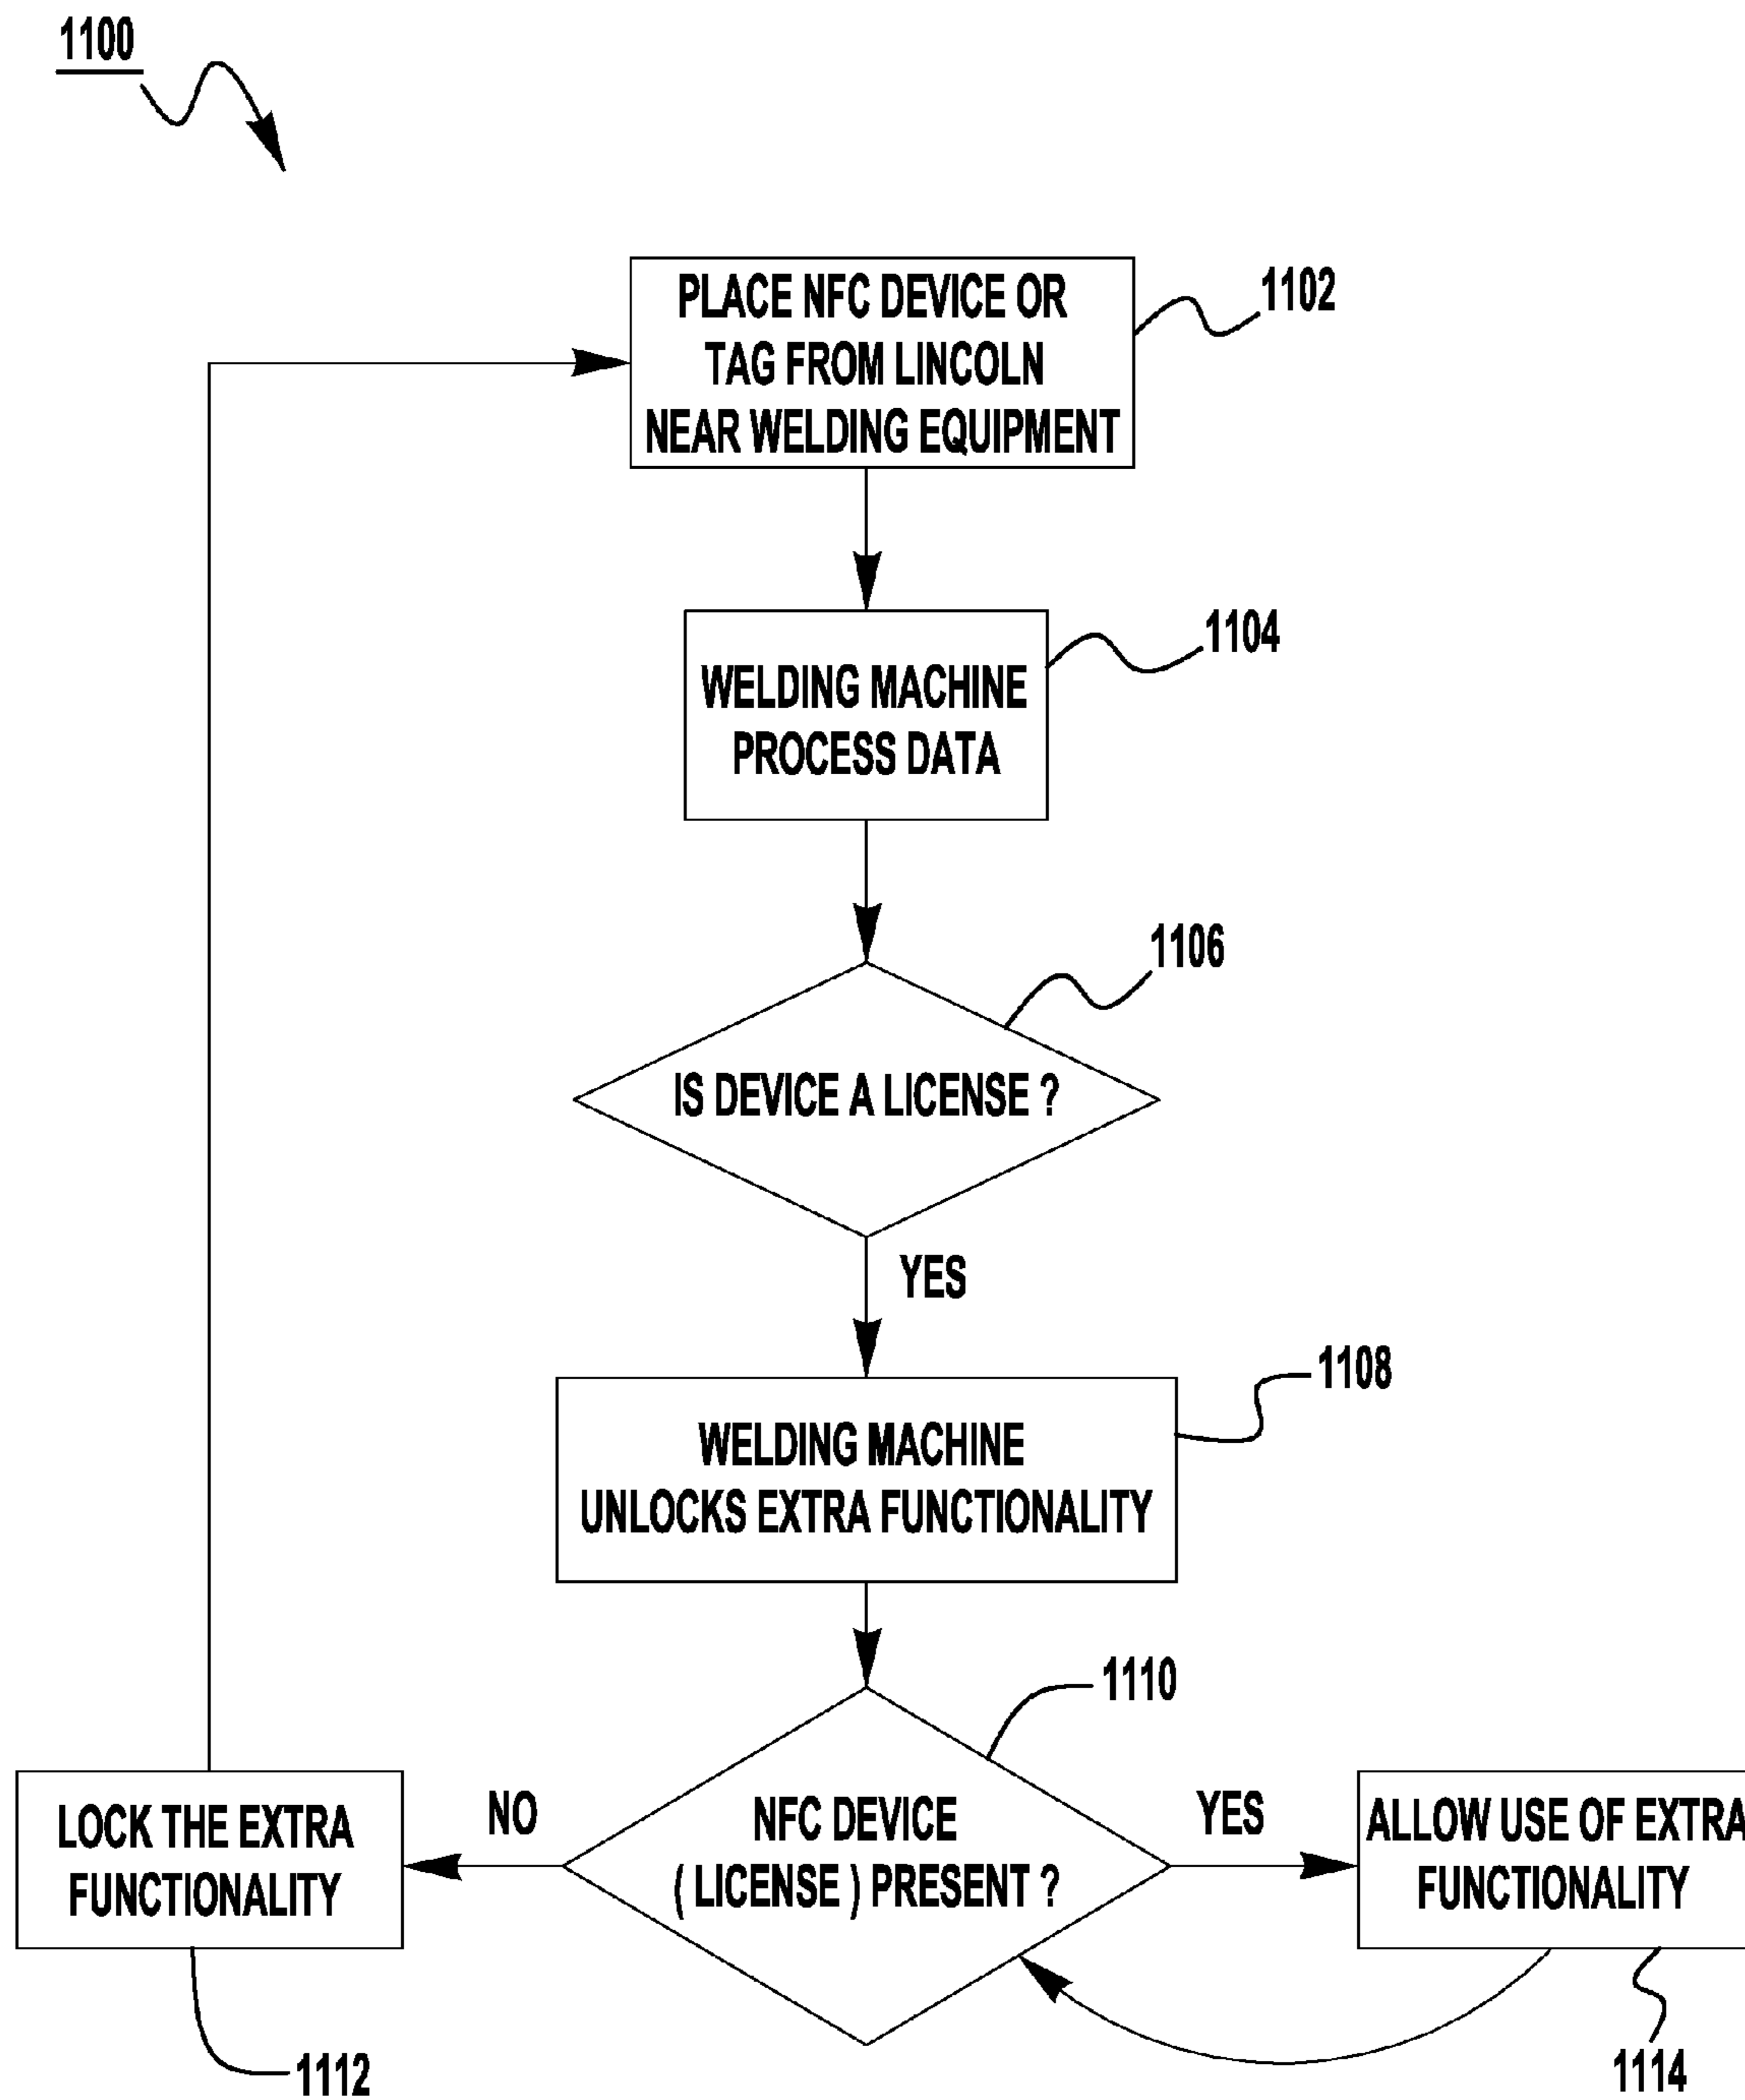 1100
PLACE NFC DEVICE OR
TAG FROM LINCOLN
NEAR WELDING EQUIPMENT
1102
WELDING MACHINE
PROCESS DATA
1104
IS DEVICE A LICENSE ?
1106
YES
WELDING MACHINE
UNLOCKS EXTRA FUNCTIONALITY
1108
NFC DEVICE
( LICENSE ) PRESENT ?
1110
NO
LOCK THE EXTRA
FUNCTIONALITY
1112
YES
ALLOW USE OF EXTRA
FUNCTIONALITY
1114